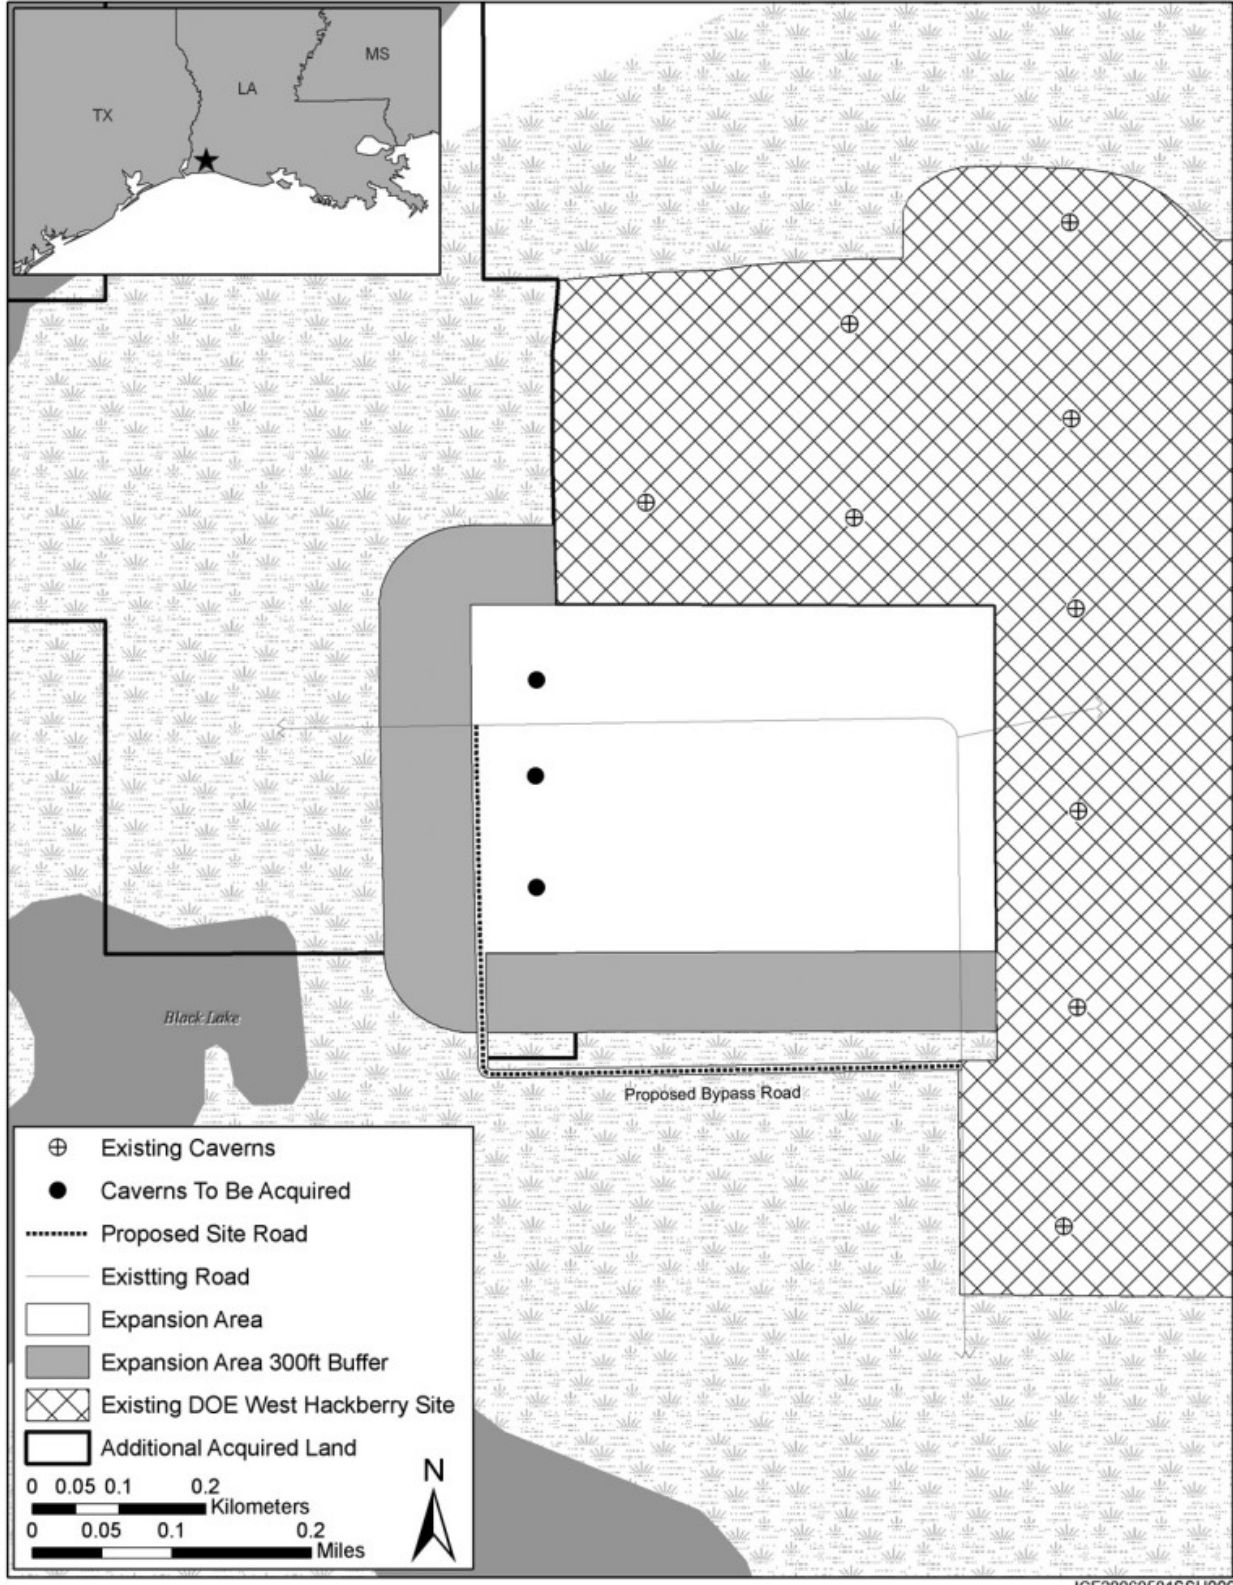 MS
LA
TX
Black Lake
Proposed Bypass Road
Existing Caverns
Caverns To Be Acquired
Proposed Site Road
Existting Road
Expansion Area
Expansion Area 300ft Buffer
Existing DOE West Hackberry Site
Additional Acquired Land
N
0 0.05 0.1 0.2
Kilometers
0 0.05 0.1 0.2
Miles